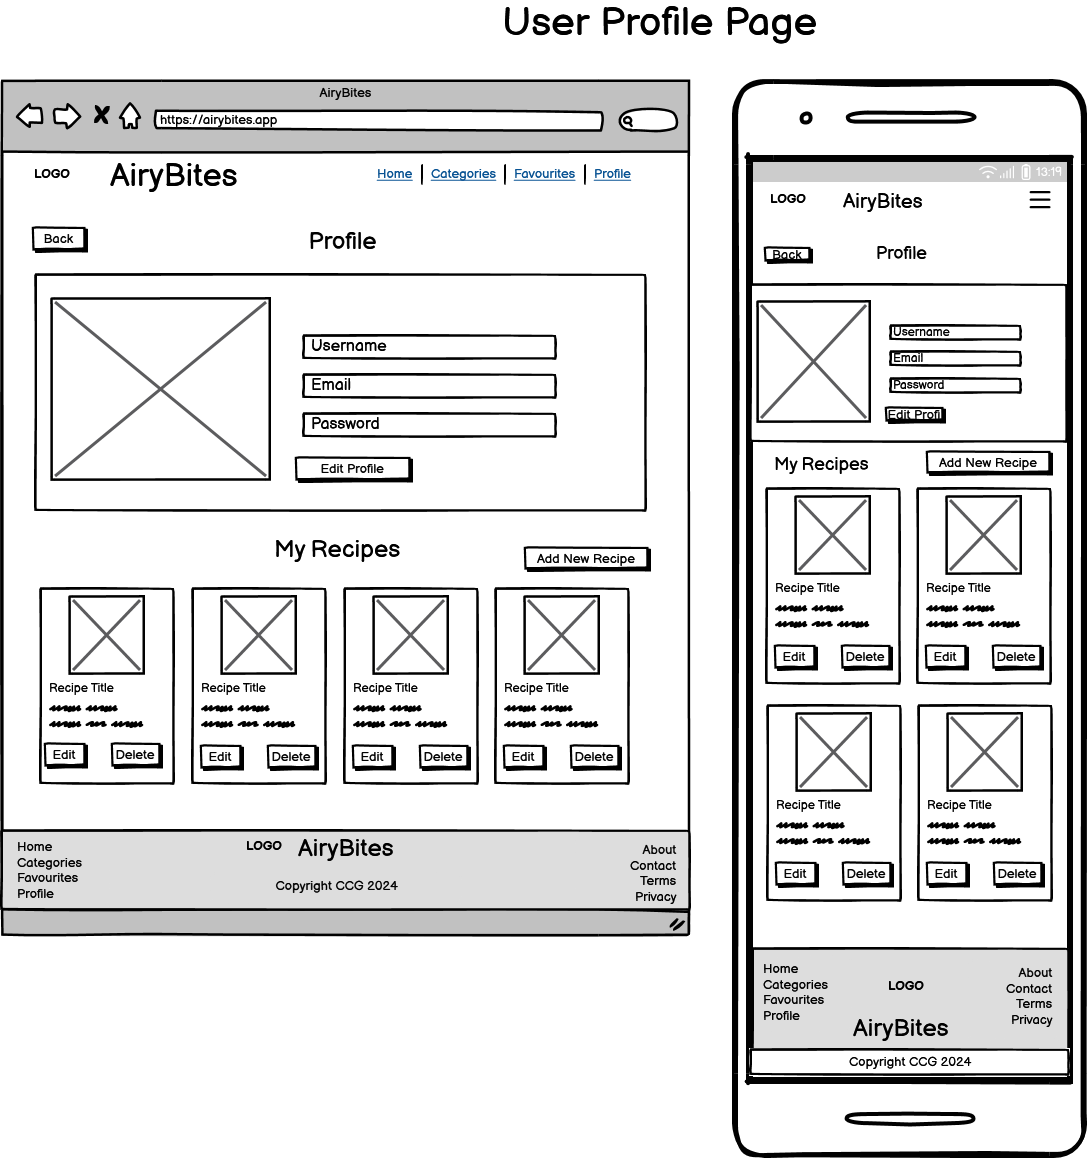 User Profile Page
AiryBites
https://airybites.app
LOGO AiryBites Home Categories Favourites Profile
Back Profile
Username
Email
Password
Edit Profile
My Recipes Add New Recipe
Recipe Title Recipe Title Recipe Title Recipe Title
Edit Delete Edit Delete Edit Delete Edit Delete
Home
Categories
Favourites
Profile
LOGO AiryBites
Copyright CCG 2024
About
Contact
Terms
Privacy
13:19
LOGO AiryBites
Back Profile
Username
Email
Password
Edit Profi
My Recipes Add New Recipe
Recipe Title Recipe Title
Edit Delete Edit Delete
Recipe Title Recipe Title
Edit Delete Edit Delete
Home
Categories
Favourites
Profile
LOGO
AiryBites
About
Contact
Terms
Privacy
Copyright CCG 2024